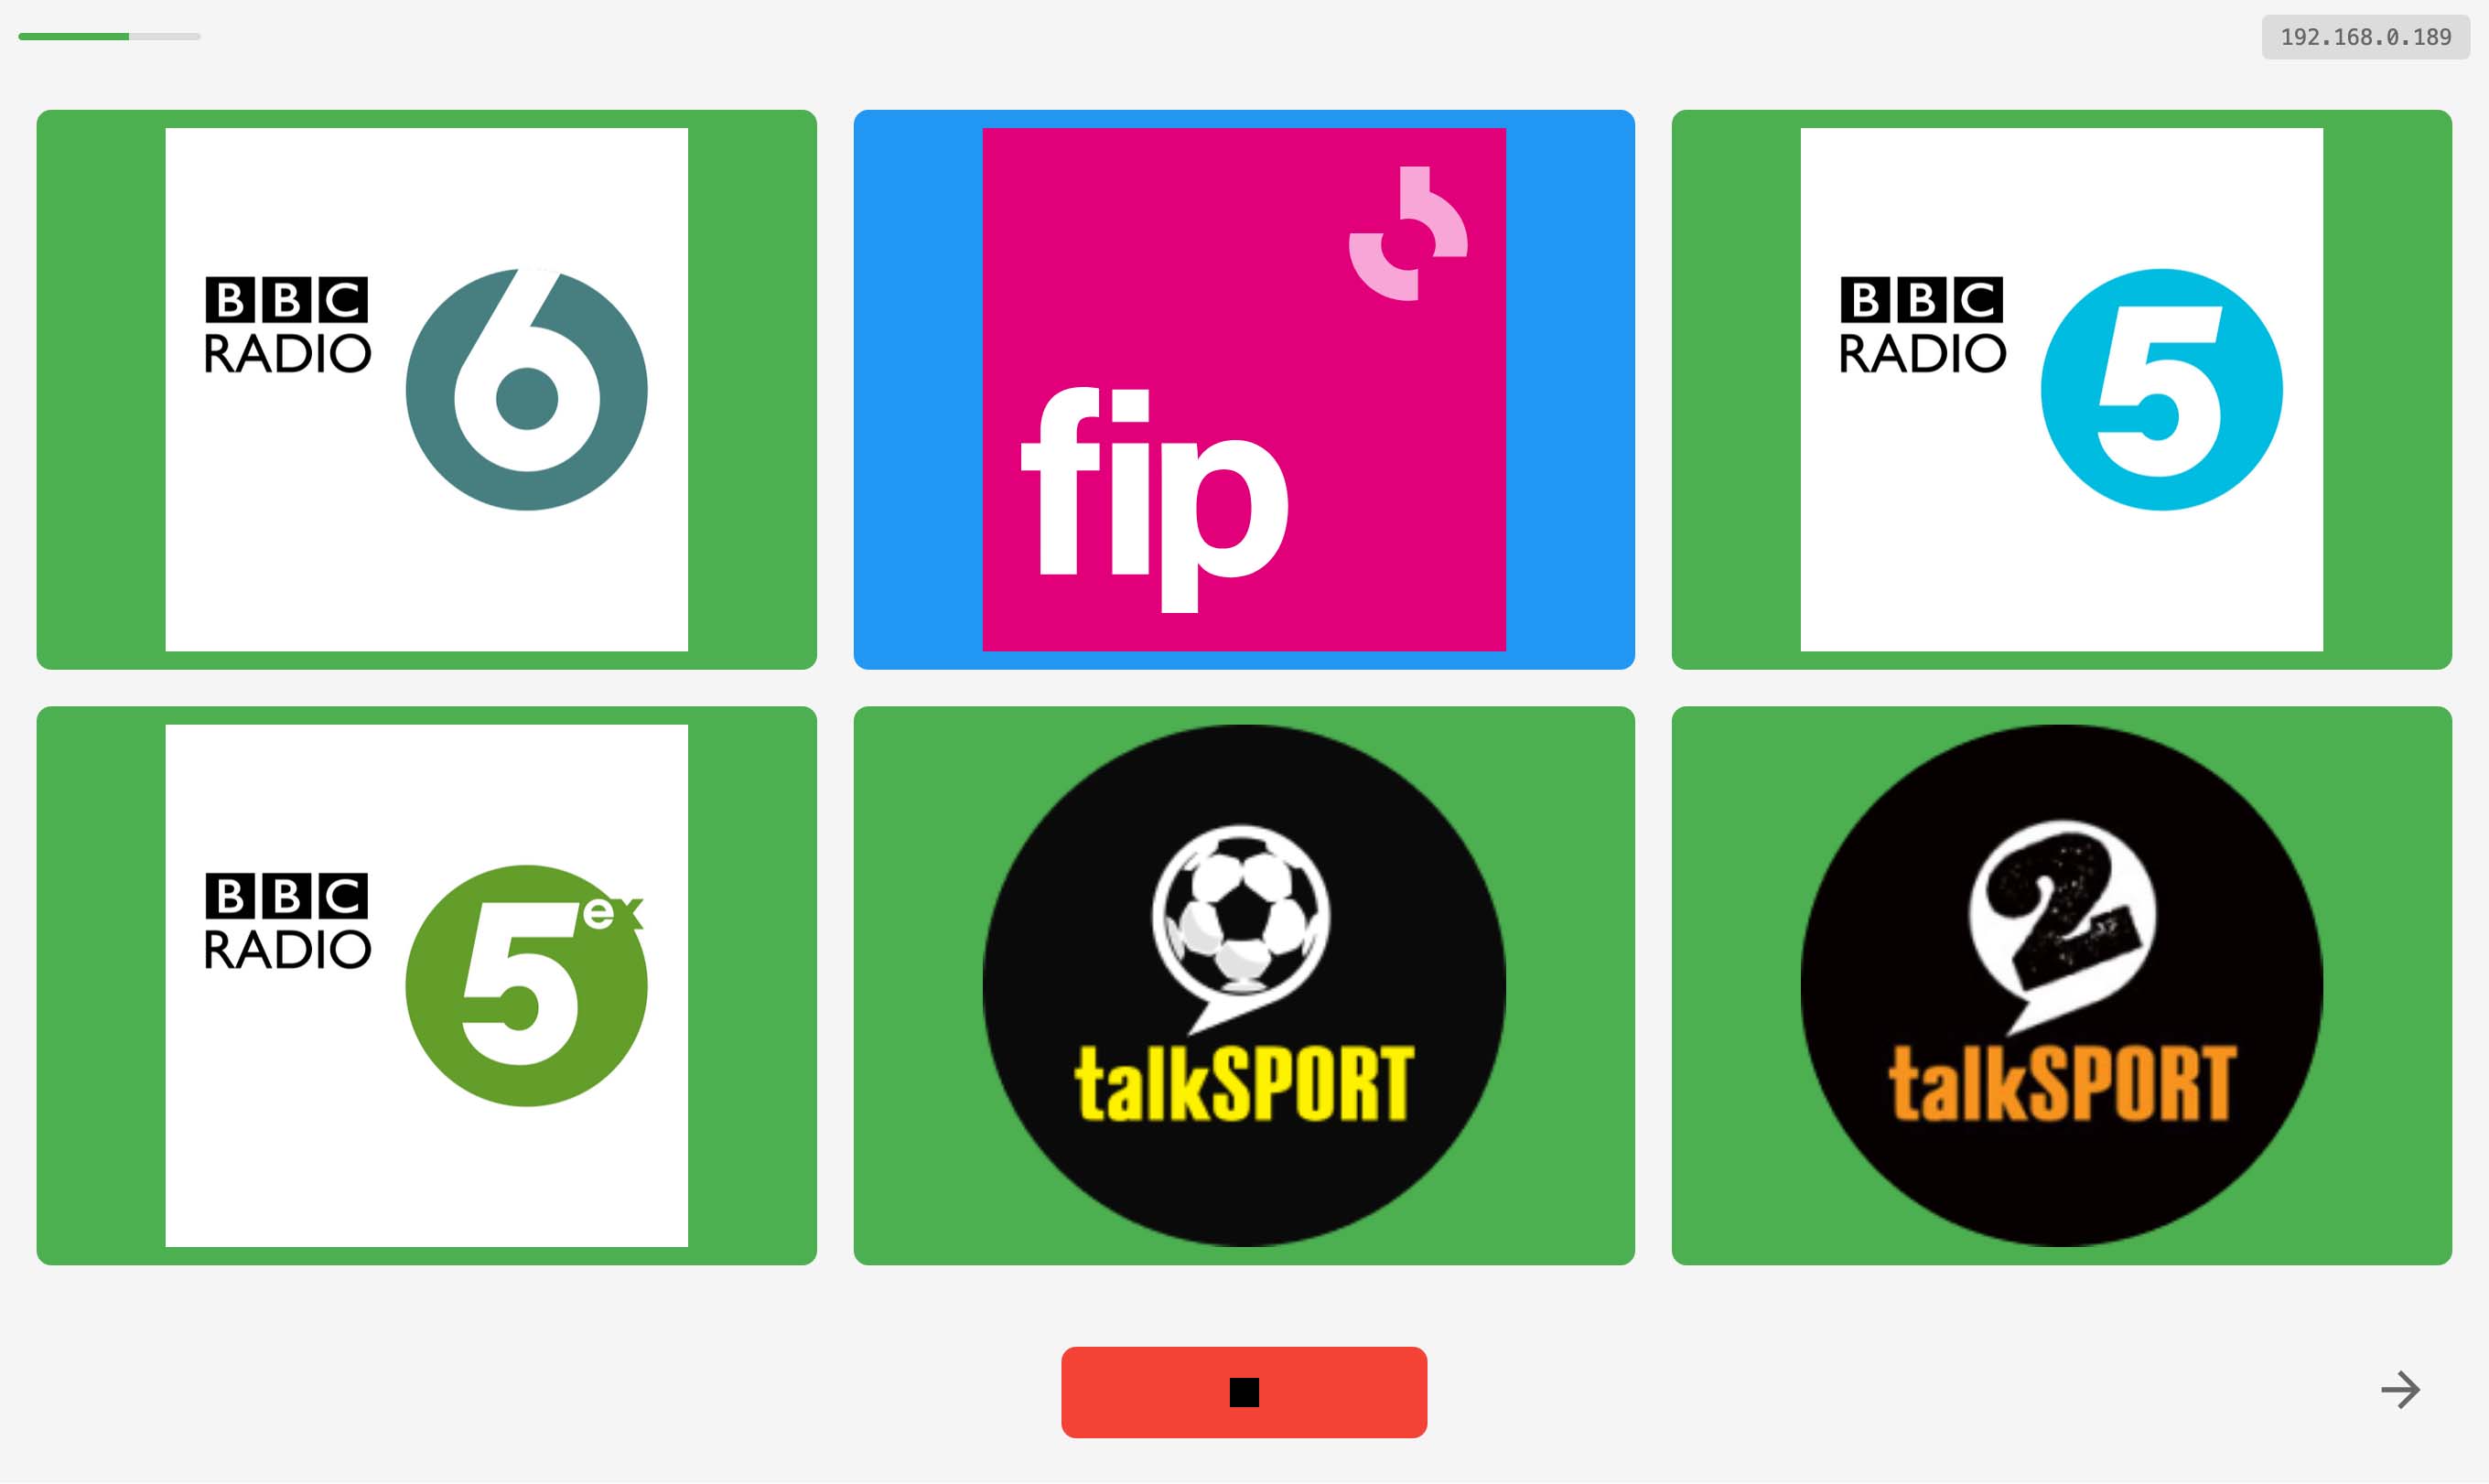 192.168.0.189
BBC
RADIO
6
fip
BBC
RADIO
5
BBC
RADIO
5 ex
talkSPORT
2
talkSPORT